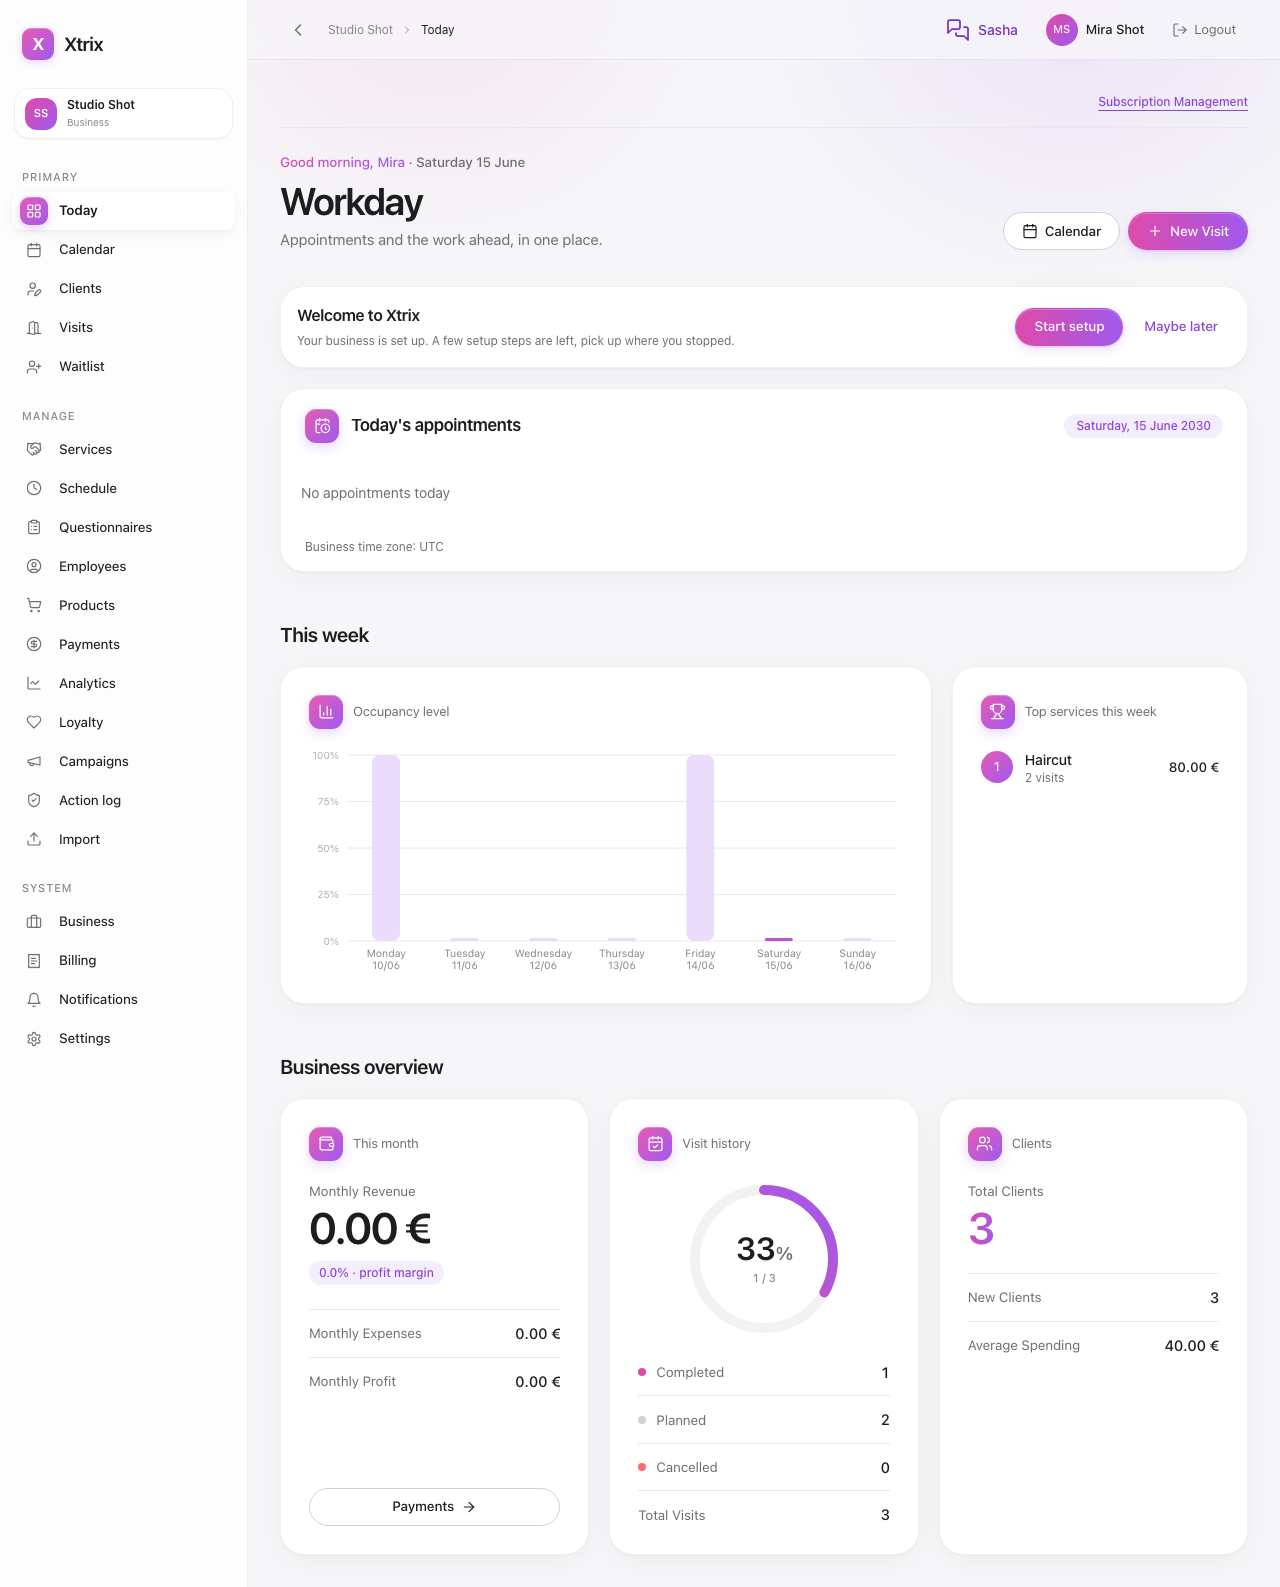 X
Xtrix
SS
Studio Shot
Business
PRIMARY
Today
Calendar
Clients
Visits
Waitlist
MANAGE
Services
Schedule
Questionnaires
Employees
Products
Payments
Analytics
Loyalty
Campaigns
Action log
Import
SYSTEM
Business
Billing
Notifications
Settings
Studio Shot
Today
Sasha
MS
Mira Shot
Logout
Subscription Management
Good morning, Mira · Saturday 15 June
Workday
Appointments and the work ahead, in one place.
Calendar
New Visit
Welcome to Xtrix
Your business is set up. A few setup steps are left, pick up where you stopped.
Start setup
Maybe later
Today's appointments
Saturday, 15 June 2030
No appointments today
Business time zone: UTC
This week
Occupancy level
100%
75%
50%
25%
0%
Monday
10/06
Tuesday
11/06
Wednesday
12/06
Thursday
13/06
Friday
14/06
Saturday
15/06
Sunday
16/06
Top services this week
1
Haircut
2 visits
80.00 €
Business overview
This month
Monthly Revenue
0.00 €
0.0% · profit margin
Monthly Expenses 0.00 €
Monthly Profit 0.00 €
Payments
Visit history
33%
1 / 3
Completed 1
Planned 2
Cancelled 0
Total Visits 3
Clients
Total Clients
3
New Clients 3
Average Spending 40.00 €